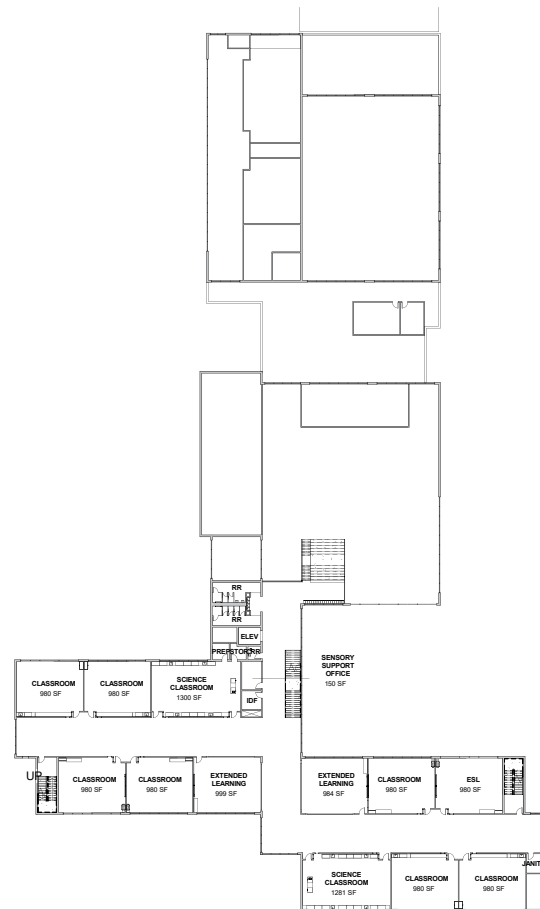 RR
RR
ELEV
PREP
STOR
RR
SENSORY
SUPPORT
OFFICE
150 SF
CLASSROOM
980 SF
CLASSROOM
980 SF
SCIENCE
CLASSROOM
1300 SF
IDF
UP
CLASSROOM
980 SF
CLASSROOM
980 SF
EXTENDED
LEARNING
999 SF
EXTENDED
LEARNING
984 SF
CLASSROOM
980 SF
ESL
980 SF
SCIENCE
CLASSROOM
1281 SF
CLASSROOM
980 SF
CLASSROOM
980 SF
JANIT